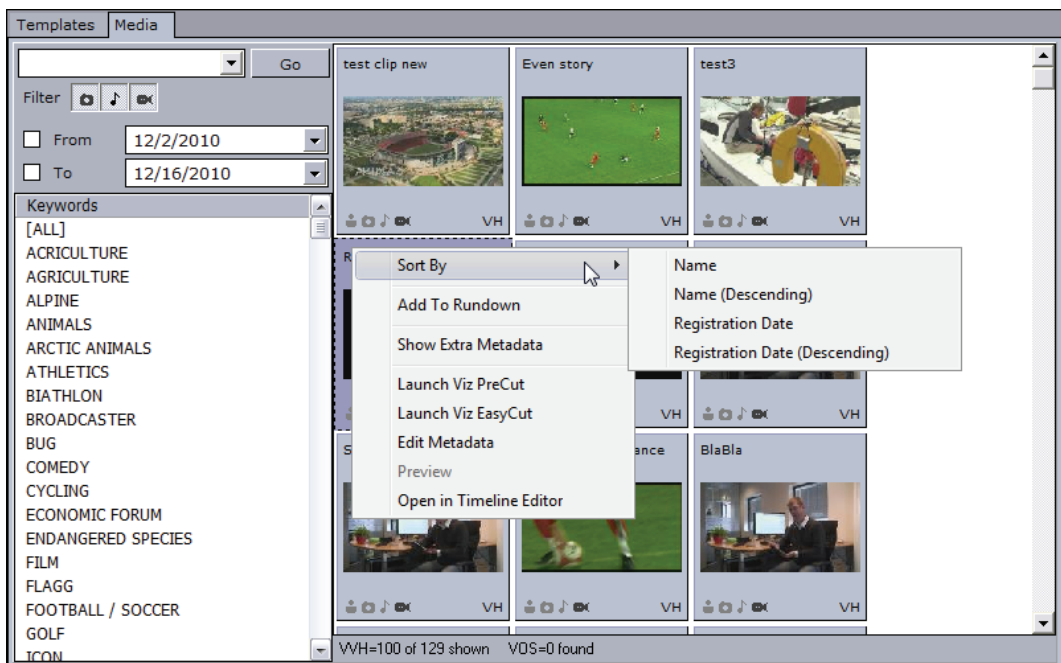 Templates Media
Go
Filter
From 12/2/2010
To 12/16/2010
Keywords
[ALL]
ACRICULTURE
AGRICULTURE
ALPINE
ANIMALS
ARCTIC ANIMALS
ATHLETICS
BIATHLON
BROADCASTER
BUG
COMEDY
CYCLING
ECONOMIC FORUM
ENDANGERED SPECIES
FILM
FLAGG
FOOTBALL / SOCCER
GOLF
ICON
test clip new
Even story
test3
VH
VH
VH
R
Sort By
Add To Rundown
Show Extra Metadata
Launch Viz PreCut
Launch Viz EasyCut
Edit Metadata
Preview
Open in Timeline Editor
Name
Name (Descending)
Registration Date
Registration Date (Descending)
VH
VH
S
ance
BlaBla
VH
VH
VH
VVH=100 of 129 shown VOS=0 found